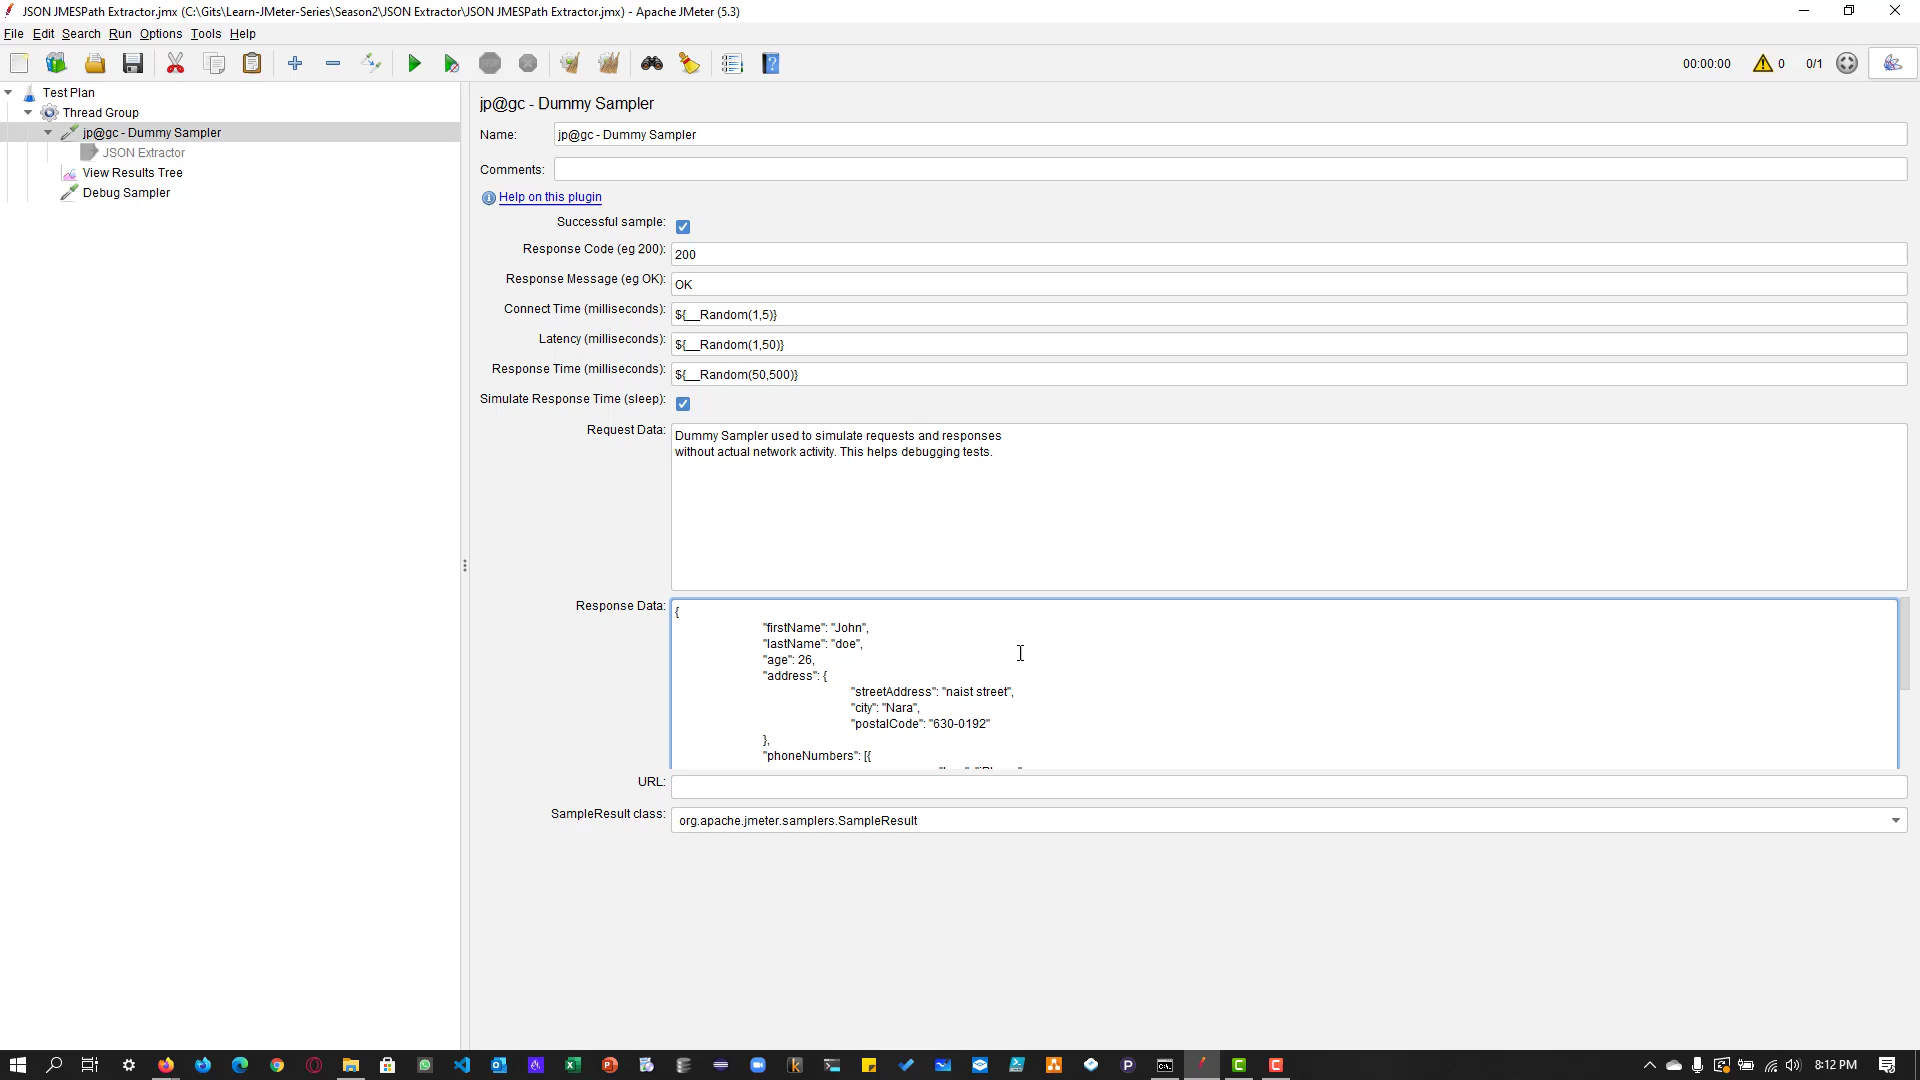 JSON JMESPath Extractor.jmx (C:\Gits\Learn-JMeter-Series\Season2\JSON Extractor\JSON JMESPath Extractor.jmx) - Apache JMeter (5.3)
File Edit Search Run Options Tools Help
00:00:00 0 0/1
Test Plan
Thread Group
jp@gc - Dummy Sampler
JSON Extractor
View Results Tree
Debug Sampler
jp@gc - Dummy Sampler
Name: jp@gc - Dummy Sampler
Comments:
Help on this plugin
Successful sample:
Response Code (eg 200): 200
Response Message (eg OK): OK
Connect Time (milliseconds): ${__Random(1,5)}
Latency (milliseconds): ${__Random(1,50)}
Response Time (milliseconds): ${__Random(50,500)}
Simulate Response Time (sleep):
Request Data: Dummy Sampler used to simulate requests and responses
without actual network activity. This helps debugging tests.
Response Data: {
"firstName": "John",
"lastName": "doe",
"age": 26,
"address": {
"streetAddress": "naist street",
"city": "Nara",
"postalCode": "630-0192"
},
"phoneNumbers": [{
URL:
SampleResult class: org.apache.jmeter.samplers.SampleResult
8:12 PM